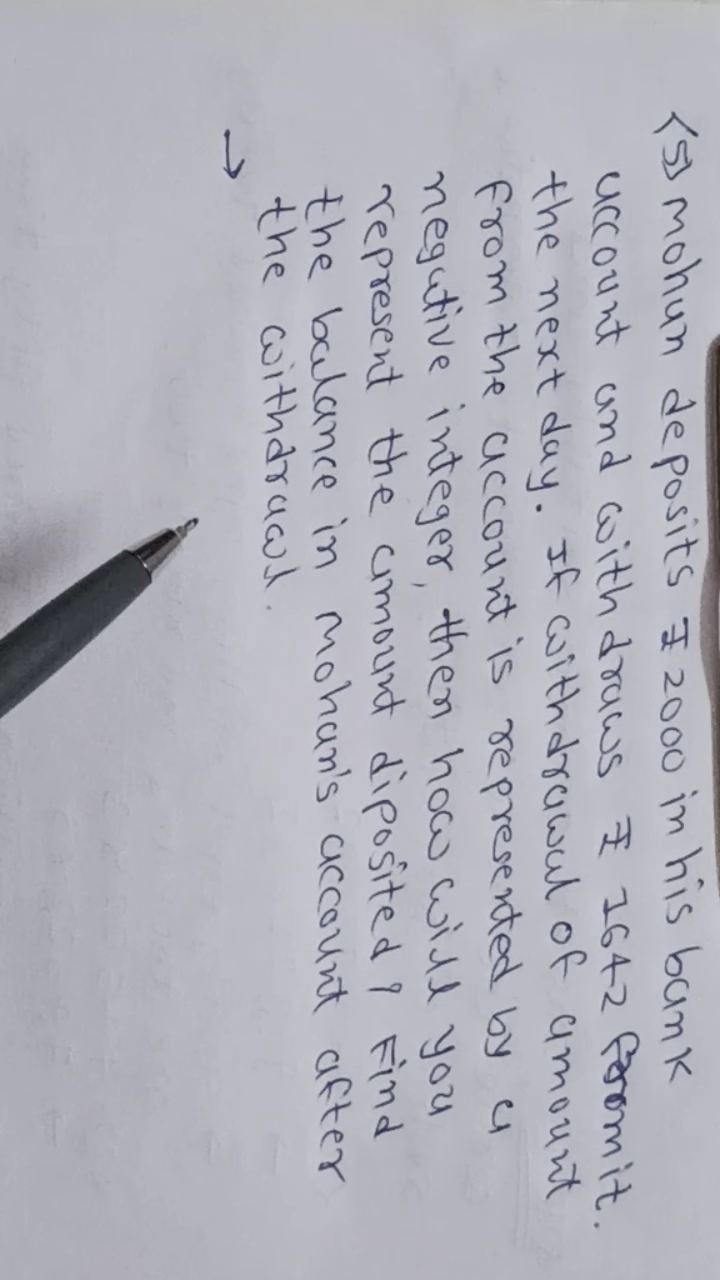 (5) Mohan deposits ₹ 2000 in his bank
account and withdraws ₹ 1642 from it.
the next day. If withdrawal of amount
from the account is represented by a
negative integer, then how will you
represent the amount diposited? Find
the balance in Mohan's account after
the withdrawl.
→